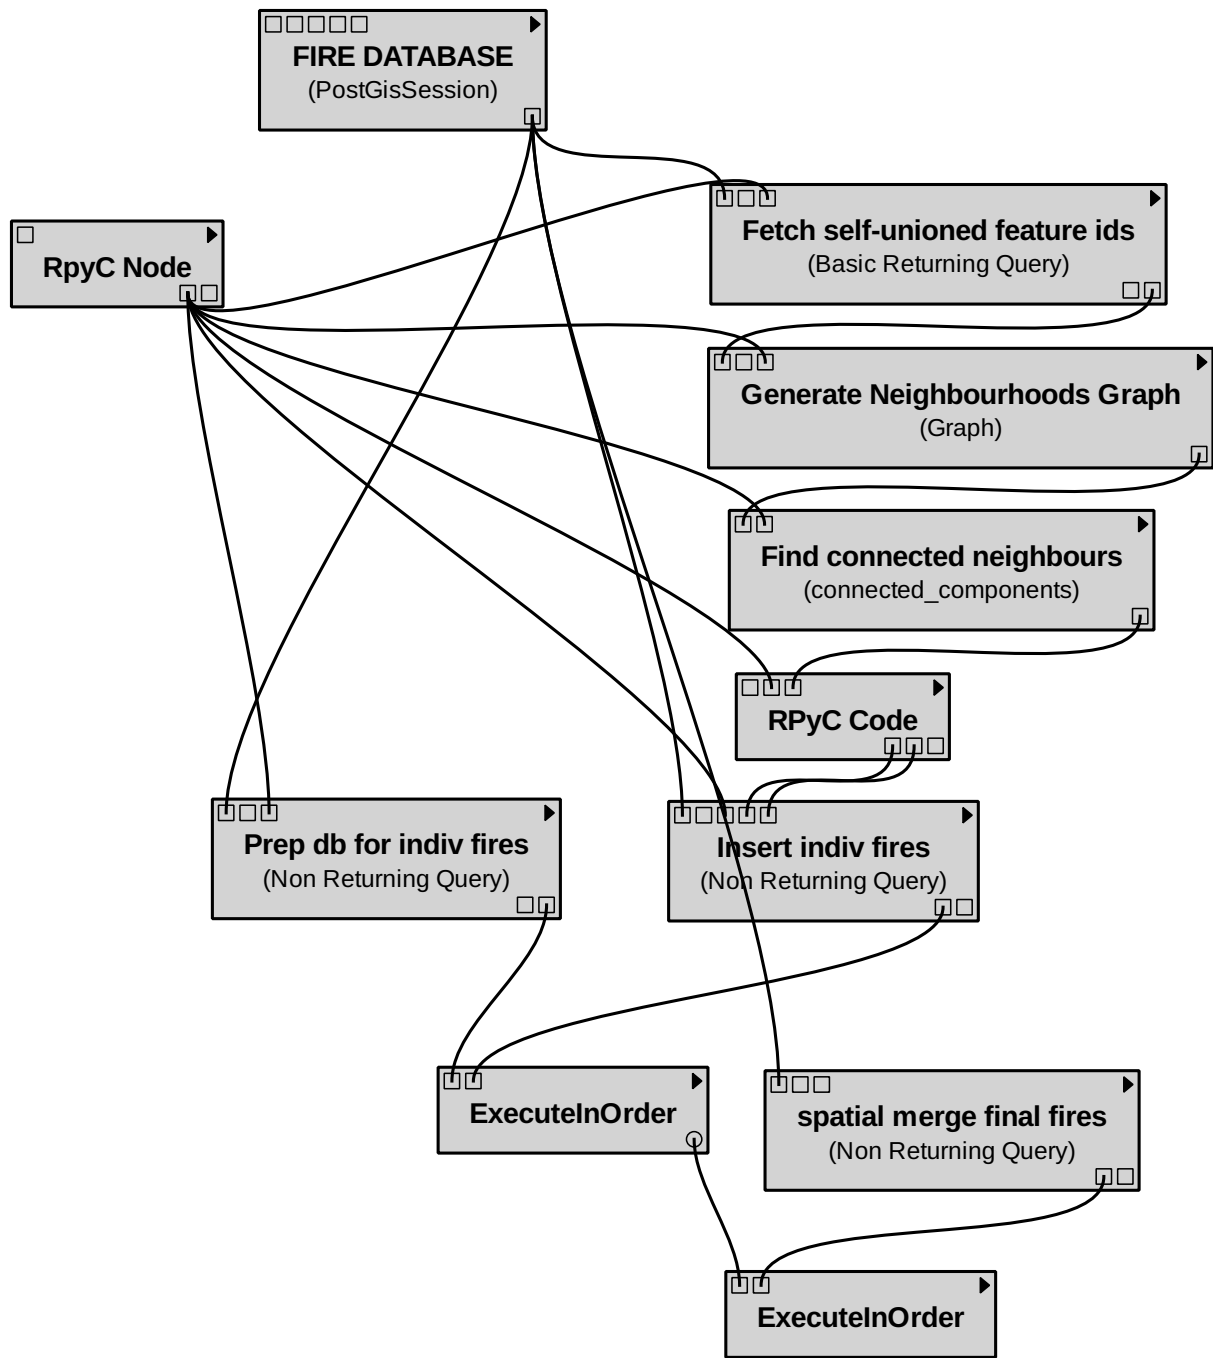 FIRE DATABASE
(PostGisSession)
Fetch self-unioned feature ids
(Basic Returning Query)
RpyC Node
Generate Neighbourhoods Graph
(Graph)
Find connected neighbours
(connected_components)
RPyC Code
Prep db for indiv fires
(Non Returning Query)
Insert indiv fires
(Non Returning Query)
ExecuteInOrder
spatial merge final fires
(Non Returning Query)
ExecuteInOrder